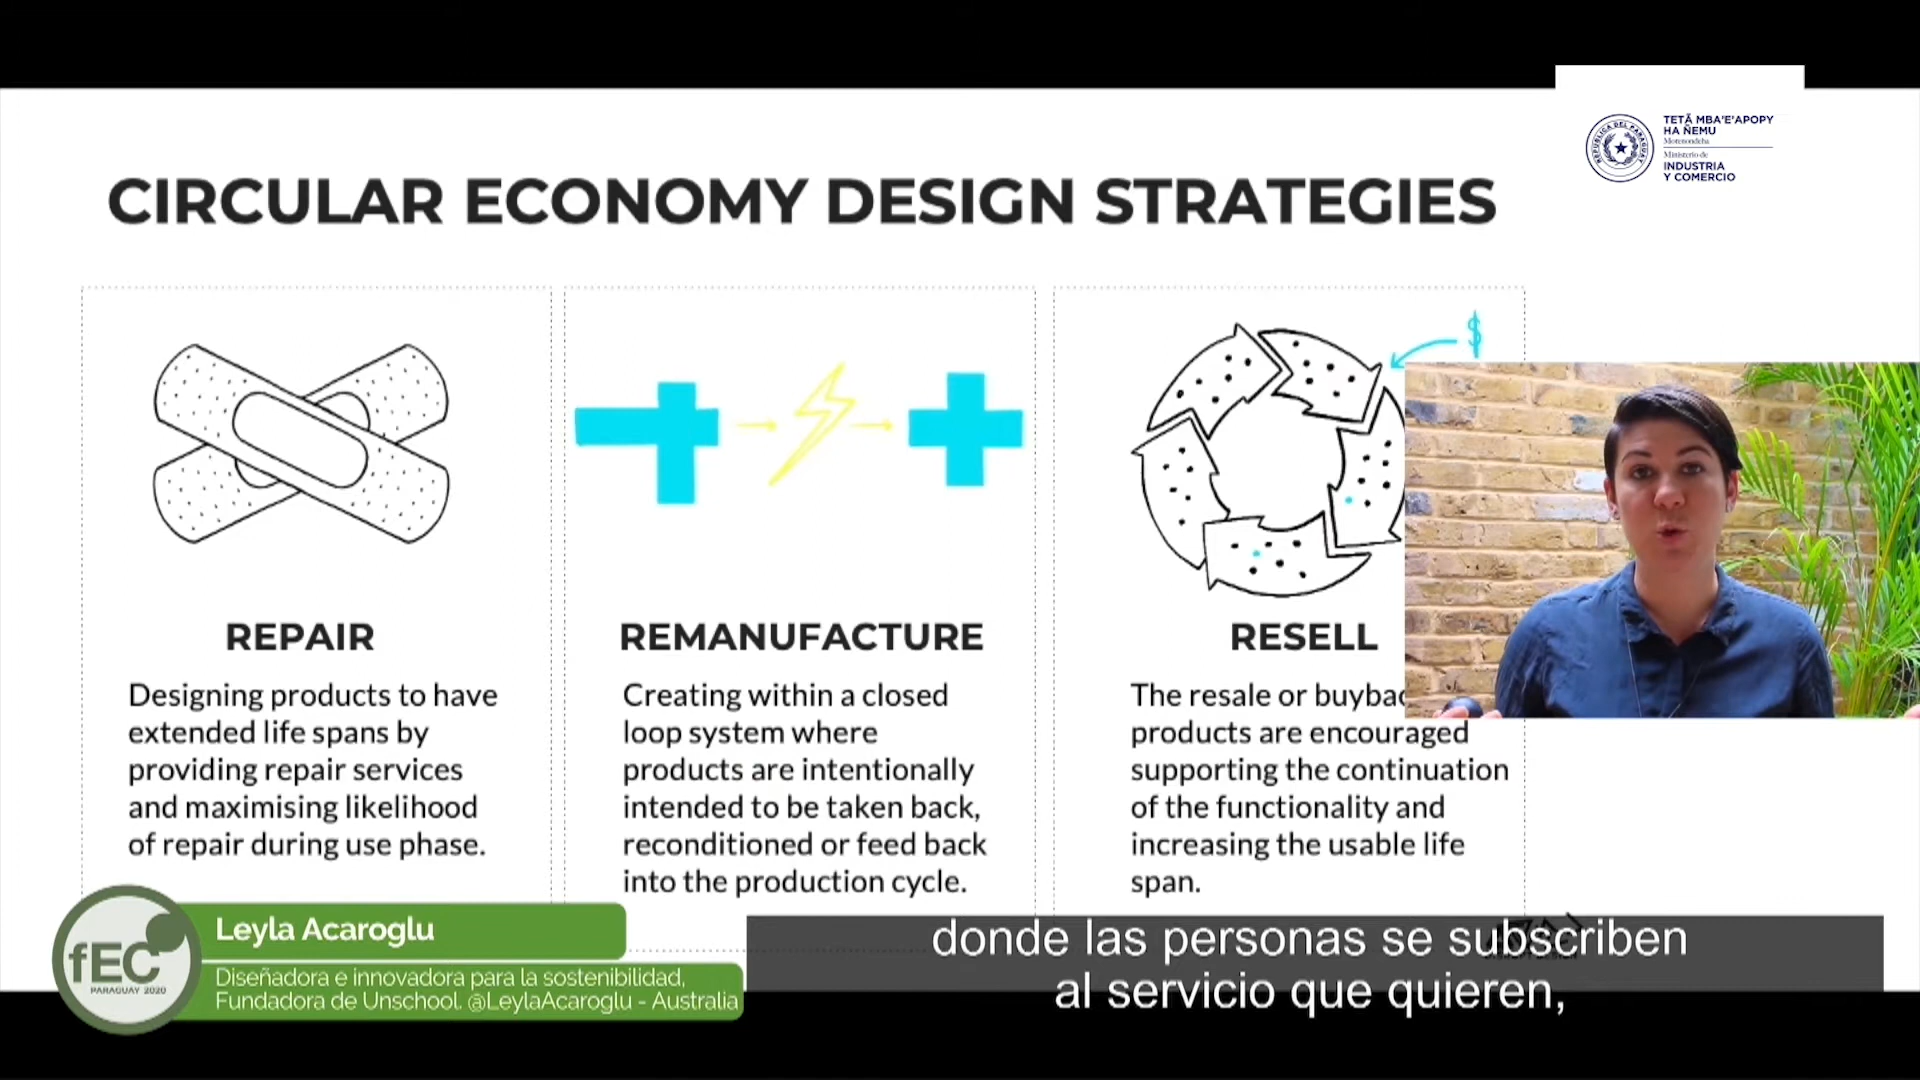 TETÃ MBA'E'APOPY
HA ÑEMU
Motenondeha
Ministerio de
INDUSTRIA
Y COMERCIO
REPUBLICA DEL PARAGUAY
CIRCULAR ECONOMY DESIGN STRATEGIES
$
REPAIR
Designing products to have
extended life spans by
providing repair services
and maximising likelihood
of repair during use phase.
REMANUFACTURE
Creating within a closed
loop system where
products are intentionally
intended to be taken back,
reconditioned or feed back
into the production cycle.
RESELL
The resale or
products are encouraged
supporting the continuation
of the functionality and
increasing the usable life
span.
fEC
PARAGUAY 2020
Leyla Acaroglu
Diseñadora e innovadora para la sostenibilidad,
Fundadora de Unschool. @LeylaAcaroglu - Australia
donde las personas se subscriben
al servicio que quieren,